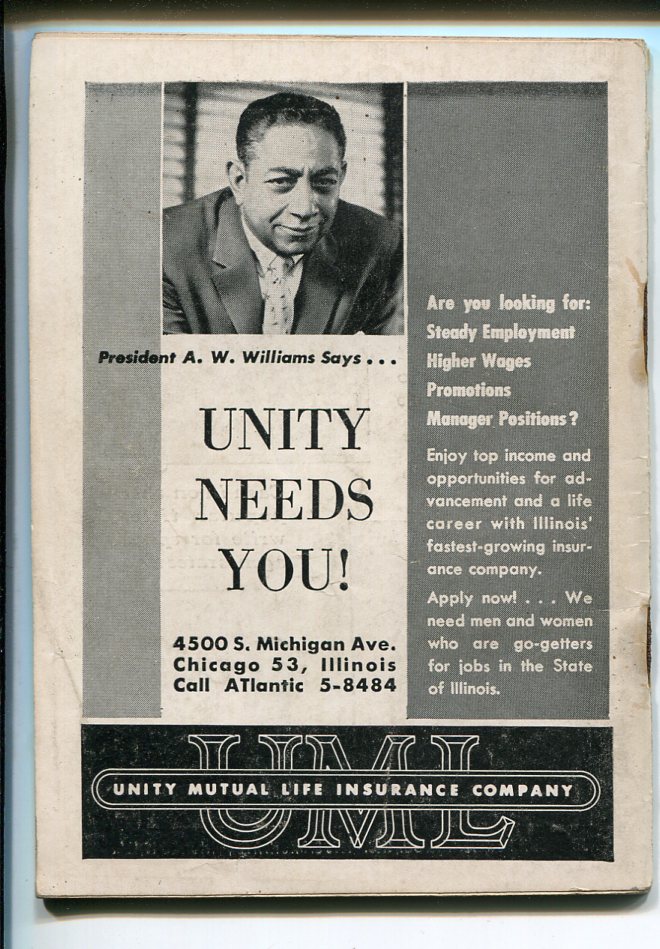 President A. W. Williams Says . . .
UNITY
NEEDS
YOU!
4500 S. Michigan Ave.
Chicago 53, Illinois
Call ATlantic 5-8484
Are you looking for:
Steady Employment
Higher Wages
Promotions
Manager Positions?
Enjoy top income and
opportunities for ad-
vancement and a life
career with Illinois'
fastest-growing insur-
ance company.
Apply now! . . . We
need men and women
who are go-getters
for jobs in the State
of Illinois.
UML
UNITY MUTUAL LIFE INSURANCE COMPANY